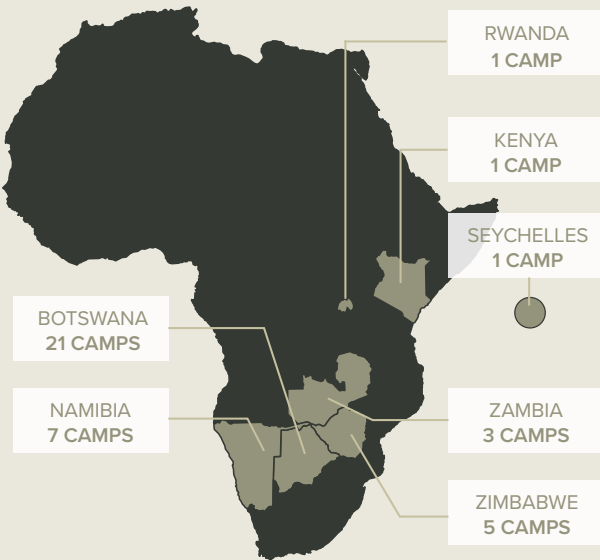 RWANDA
1 CAMP
KENYA
1 CAMP
SEYCHELLES
1 CAMP
BOTSWANA
21 CAMPS
NAMIBIA
7 CAMPS
ZAMBIA
3 CAMPS
ZIMBABWE
5 CAMPS